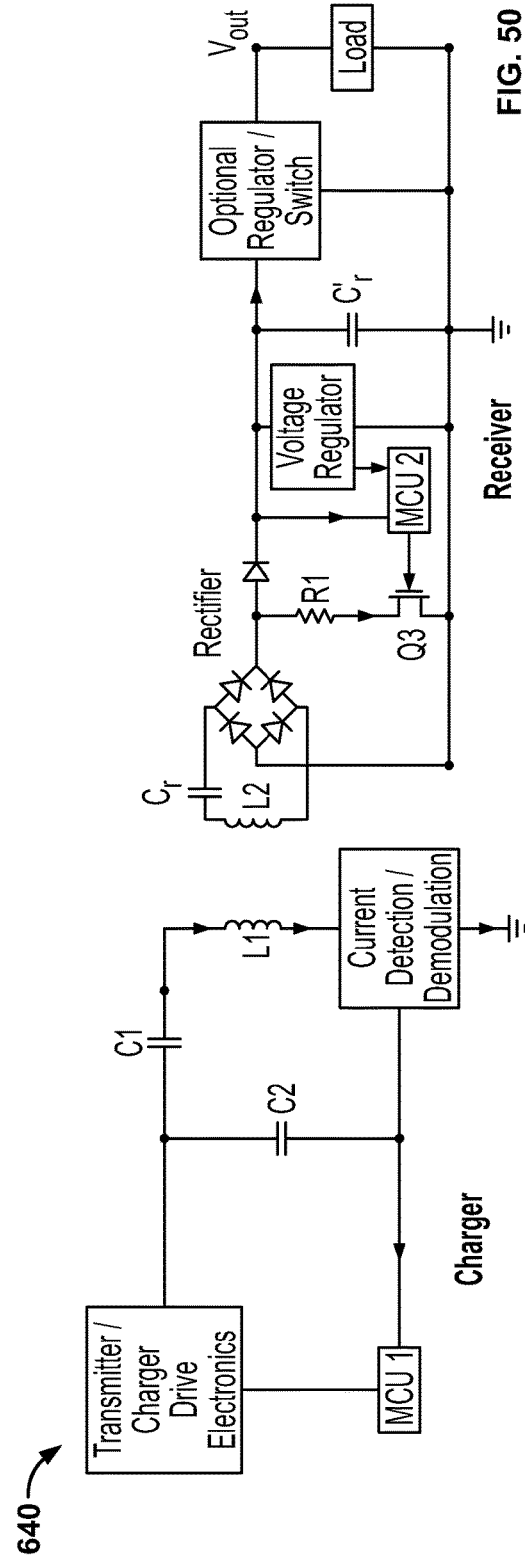 640
Transmitter /
Charger
Drive
Electronics
MCU 1
C1
C2
L1
Current
Detection /
Demodulation
Charger
Cr
L2
Rectifier
R1
Q3
Voltage
Regulator
MCU 2
C'r
Optional
Regulator /
Switch
Vout
Load
Receiver
FIG. 50